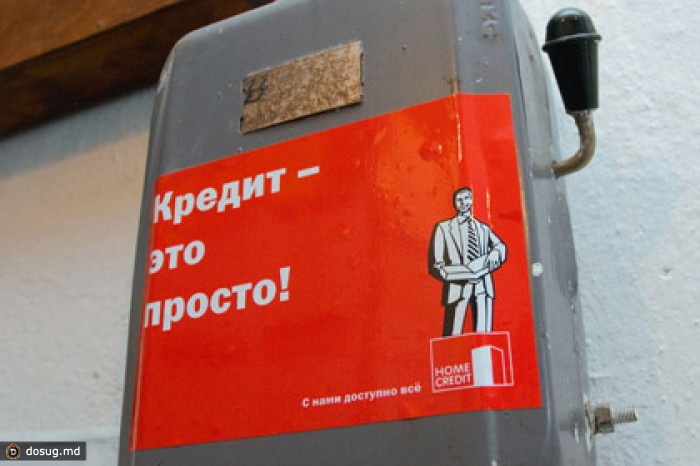 Кредит –
это
просто!
HOME
CREDIT
С нами доступно всё
dosug.md